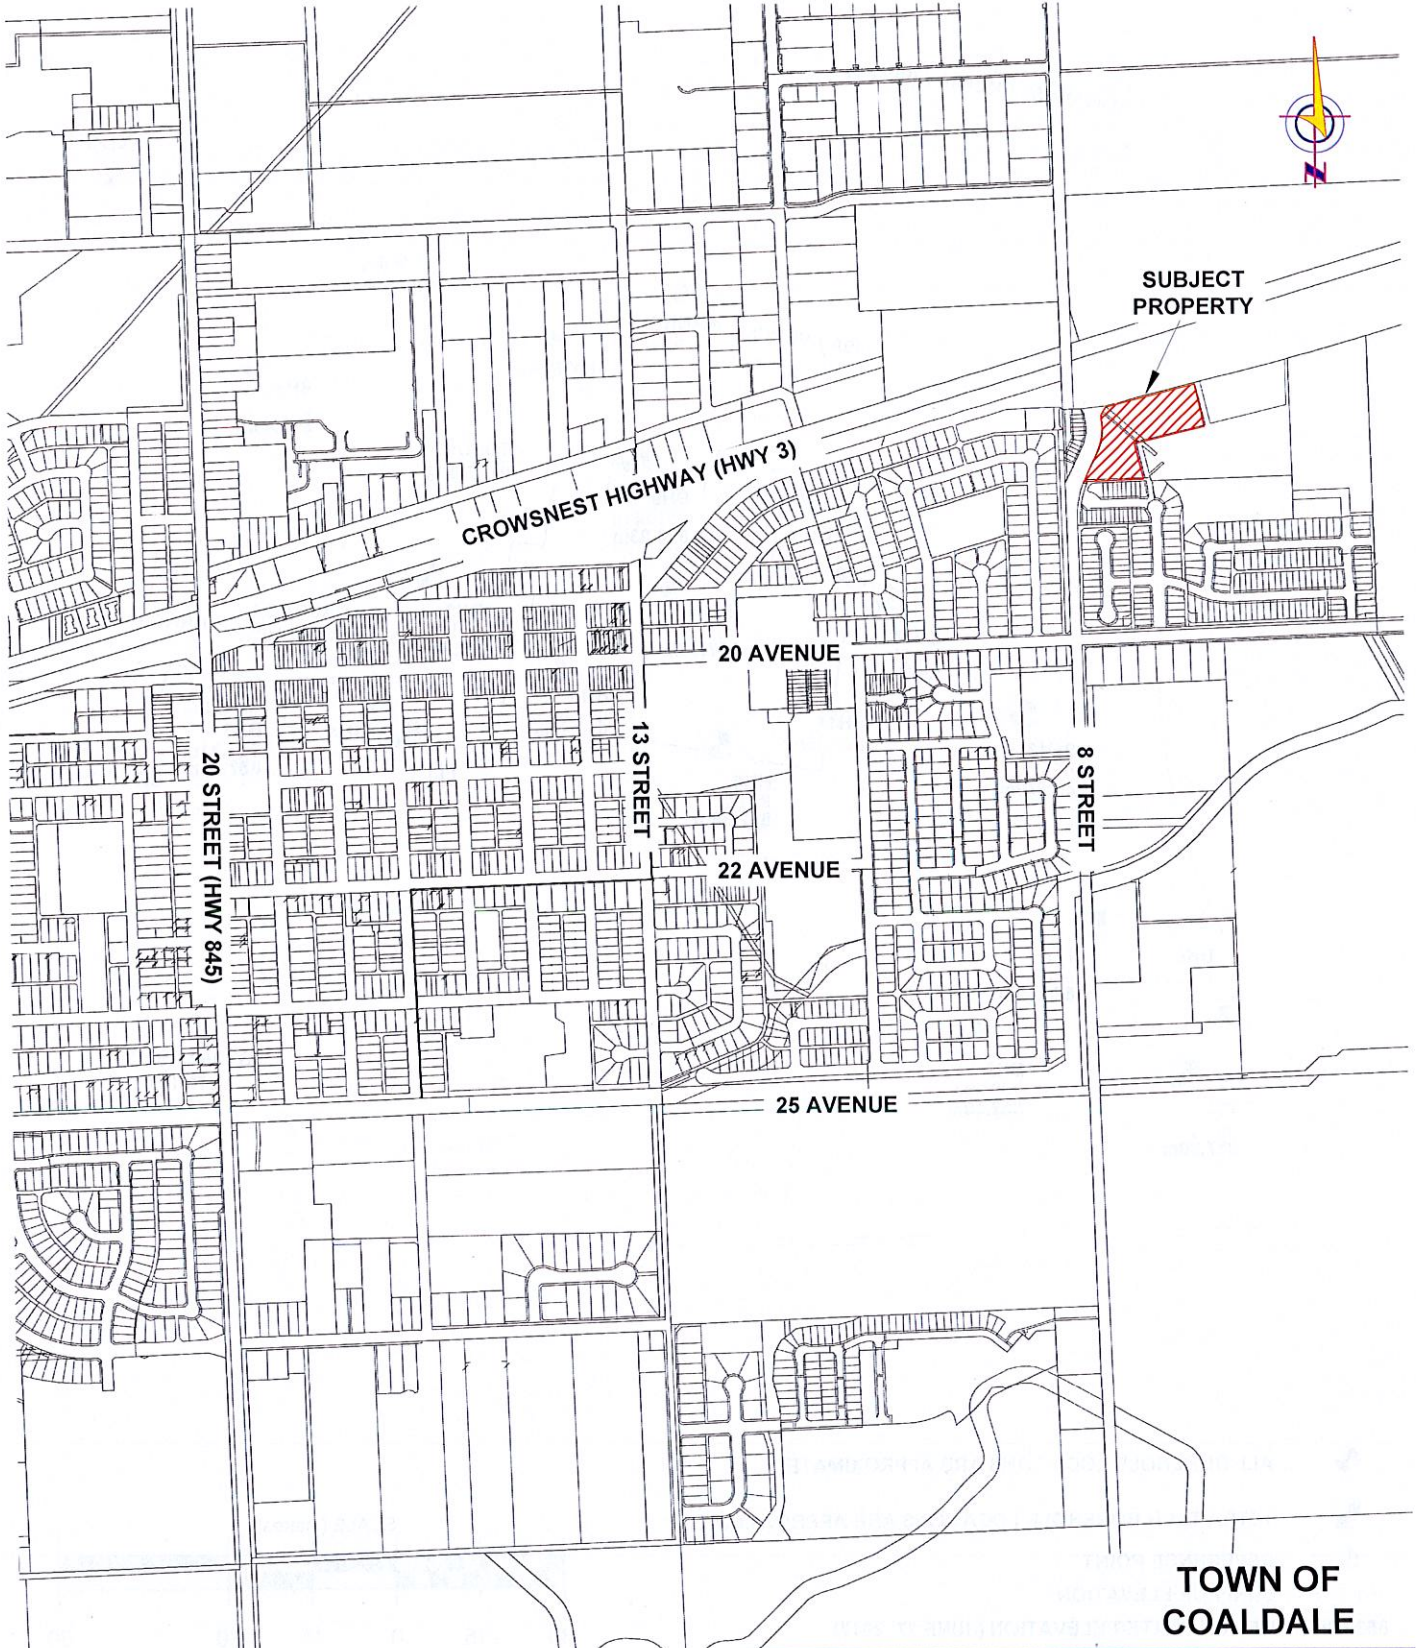 N
SUBJECT
PROPERTY
CROWSNEST HIGHWAY (HWY 3)
20 AVENUE
13 STREET
20 STREET (HWY 845)
8 STREET
22 AVENUE
25 AVENUE
TOWN OF
COALDALE